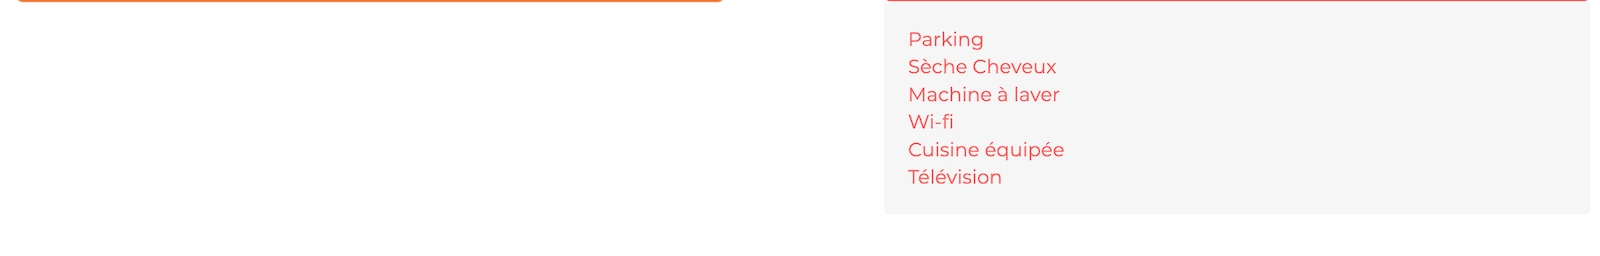 Parking
Sèche Cheveux
Machine à laver
Wi-fi
Cuisine équipée
Télévision